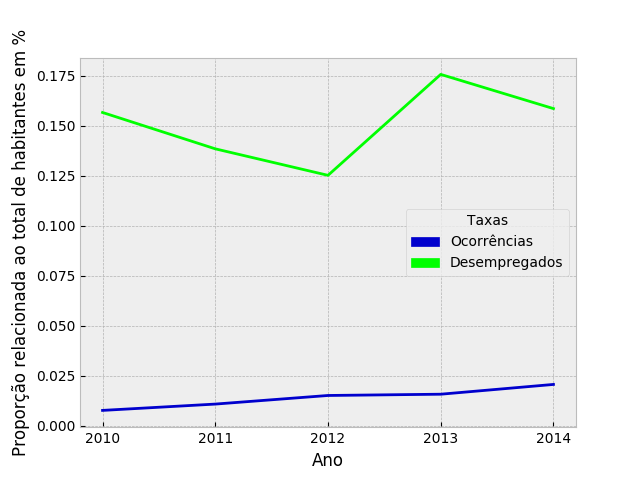 Proporção relacionada ao total de habitantes em %
0.175
0.150
0.125
0.100
0.075
0.050
0.025
0.000
Taxas
Ocorrências
Desempregados
2010 2011 2012 2013 2014
Ano